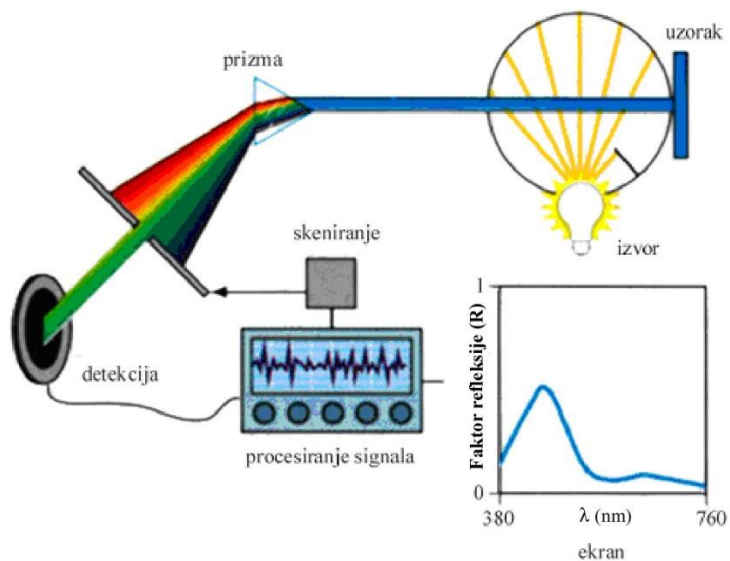 uzorak
prizma
skeniranje
izvor
detekcija
procesiranje signala
1
Faktor refleksije (R)
0
380
λ (nm)
760
ekran